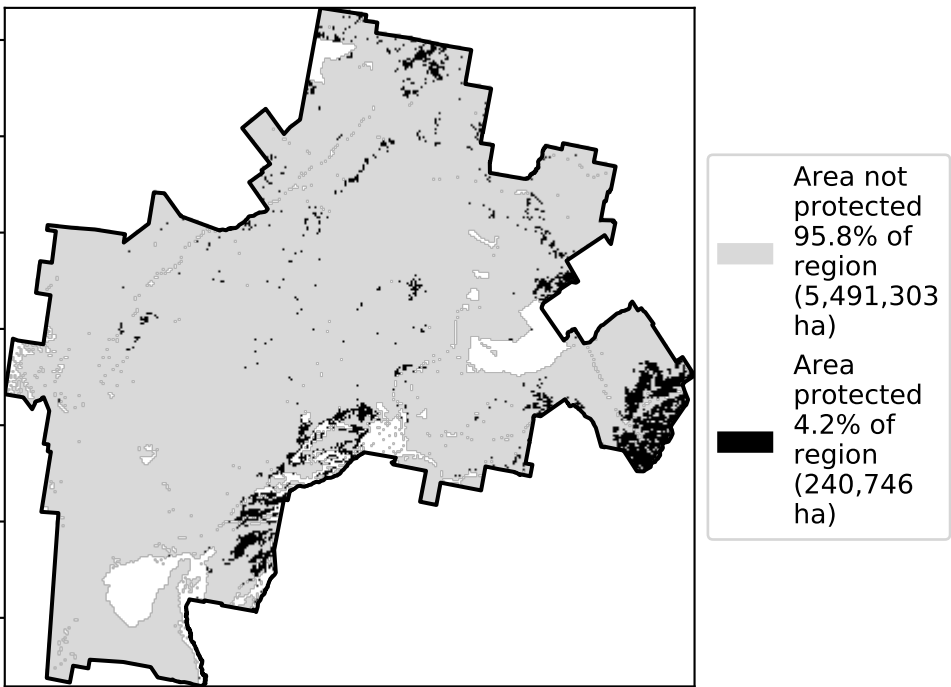 Area not
protected
95.8% of
region
(5,491,303
ha)
Area
protected
4.2% of
region
(240,746
ha)